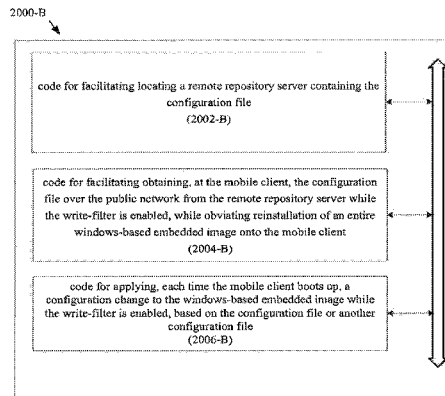 2000-B
code for facilitating locating a remote repository server containing the
configuration file
(2002-B)
code for facilitating obtaining, at the mobile client, the configuration
file over the public network from the remote repository server while
the write-filter is enabled, while obviating reinstallation of an entire
windows-based embedded image onto the mobile client
(2004-B)
code for applying, each time the mobile client boots up, a
configuration change to the windows-based embedded image while
the write-filter is enabled, based on the configuration file or another
configuration file
(2006-B)